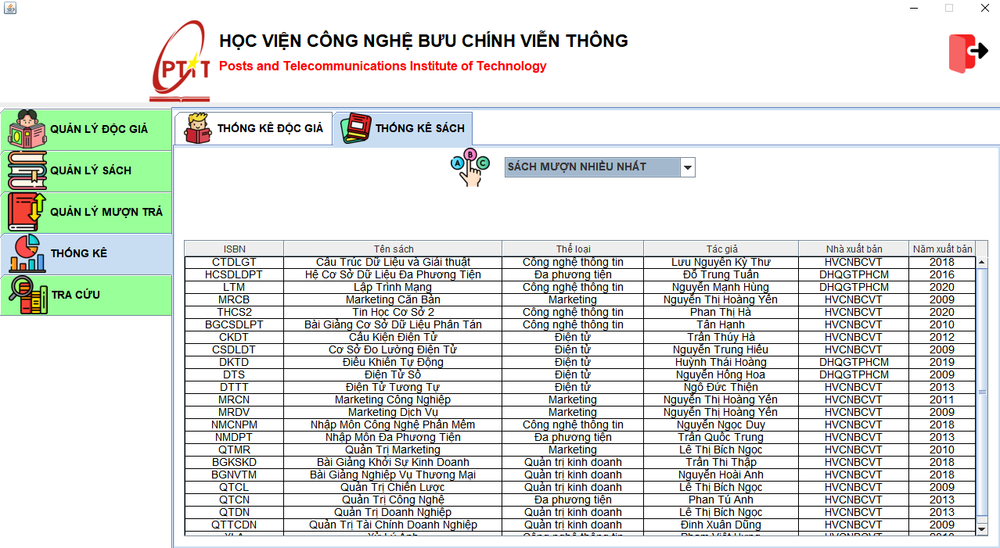 HỌC VIỆN CÔNG NGHỆ BƯU CHÍNH VIỄN THÔNG
PTIT
Posts and Telecommunications Institute of Technology
QUẢN LÝ ĐỘC GIẢ
QUẢN LÝ SÁCH
QUẢN LÝ MƯỢN TRẢ
THỐNG KÊ
TRA CỨU
THỐNG KÊ ĐỘC GIẢ THỐNG KÊ SÁCH
A B C
SÁCH MƯỢN NHIỀU NHẤT
ISBN Tên sách Thể loại Tác giả Nhà xuất bản Năm xuất bản
CTDLGT Cấu Trúc Dữ Liệu và Giải thuật Công nghệ thông tin Lưu Nguyễn Kỳ Thư HVCNBCVT 2018
HCSDLDPT Hệ Cơ Sở Dữ Liệu Đa Phương Tiện Đa phương tiện Đỗ Trung Tuấn DHQGTPHCM 2016
LTM Lập Trình Mạng Công nghệ thông tin Nguyễn Mạnh Hùng DHQGTPHCM 2020
MRCB Marketing Căn Bản Marketing Nguyễn Thị Hoàng Yến HVCNBCVT 2009
THCS2 Tin Học Cơ Sở 2 Công nghệ thông tin Phan Thị Hà HVCNBCVT 2020
BGCSDLPT Bài Giảng Cơ Sở Dữ Liệu Phân Tán Công nghệ thông tin Tân Hạnh HVCNBCVT 2010
CKDT Cấu Kiện Điện Tử Điện tử Trần Thúy Hà HVCNBCVT 2012
CSDLDT Cơ Sở Đo Lường Điện Tử Điện tử Nguyễn Trung Hiếu HVCNBCVT 2009
DKTD Điều Khiển Tự Động Điện tử Huỳnh Thái Hoàng DHQGTPHCM 2019
DTS Điện Tử Số Điện tử Nguyễn Hồng Hoa DHQGTPHCM 2009
DTTT Điện Tử Tương Tự Điện tử Ngô Đức Thiện HVCNBCVT 2013
MRCN Marketing Công Nghiệp Marketing Nguyễn Thị Hoàng Yến HVCNBCVT 2011
MRDV Marketing Dịch Vụ Marketing Nguyễn Thị Hoàng Yến HVCNBCVT 2009
NMCNPM Nhập Môn Công Nghệ Phần Mềm Công nghệ thông tin Nguyễn Ngọc Duy HVCNBCVT 2018
NMDPT Nhập Môn Đa Phương Tiện Đa phương tiện Trần Quốc Trung HVCNBCVT 2013
QTMR Quản Trị Marketing Marketing Lê Thị Bích Ngọc HVCNBCVT 2010
BGKSKD Bài Giảng Khởi Sự Kinh Doanh Quản trị kinh doanh Trần Thi Thập HVCNBCVT 2018
BGNVTM Bài Giảng Nghiệp Vụ Thương Mại Quản trị kinh doanh Nguyễn Hoài Anh HVCNBCVT 2018
QTCL Quản Trị Chiến Lược Quản trị kinh doanh Lê Thị Bích Ngọc HVCNBCVT 2009
QTCN Quản Trị Công Nghệ Đa phương tiện Phan Tú Anh HVCNBCVT 2013
QTDN Quản Trị Doanh Nghiệp Quản trị kinh doanh Lê Thị Bích Ngọc HVCNBCVT 2013
QTTCDN Quản Trị Tài Chính Doanh Nghiệp Quản trị kinh doanh Đinh Xuân Dũng HVCNBCVT 2009